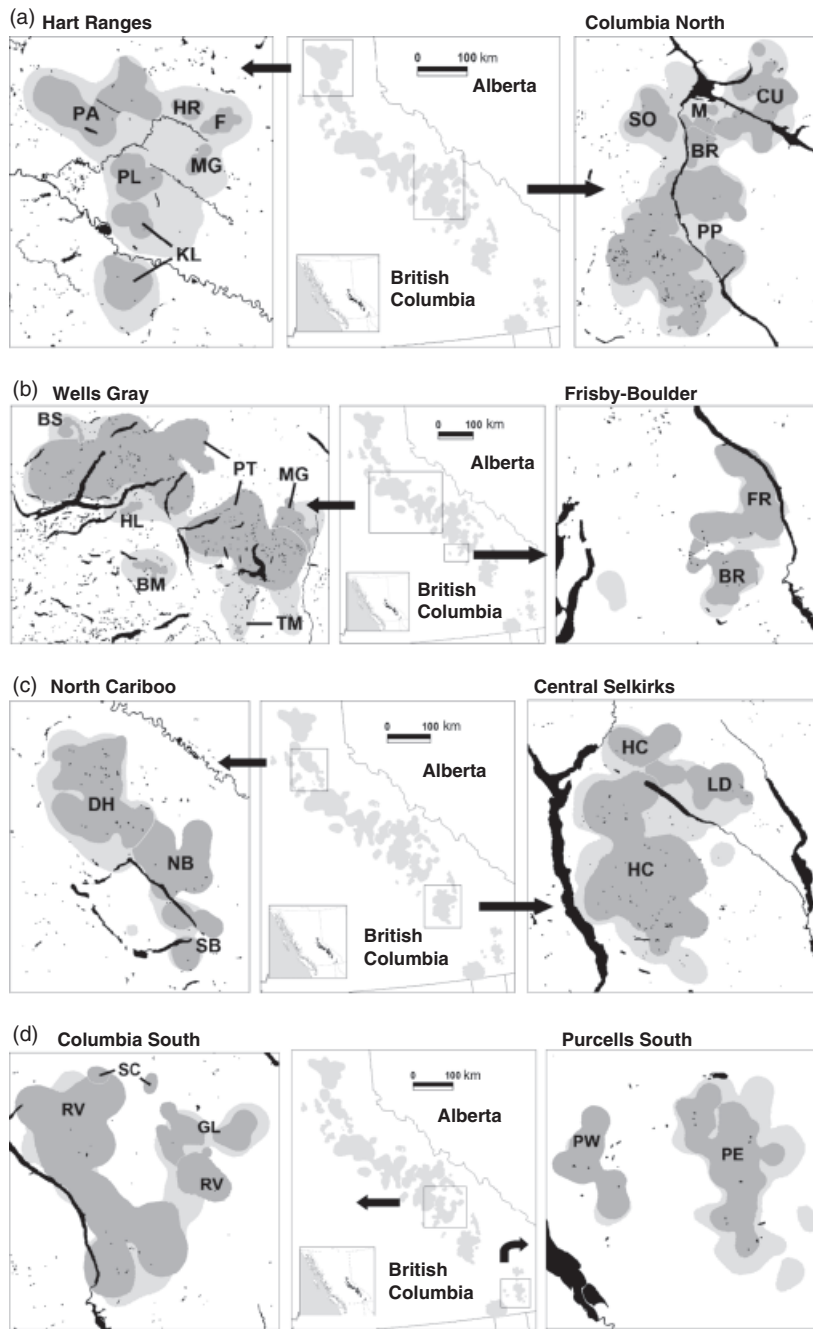 (a) Hart Ranges
Columbia North
PA
HR
F
MG
PL
KL
0 100 km
Alberta
British
Columbia
SO
M
CU
BR
PP
(b) Wells Gray
Frisby-Boulder
BS
PT
MG
HL
BM
TM
0 100 km
Alberta
British
Columbia
FR
BR
(c) North Cariboo
Central Selkirks
DH
NB
SB
0 100 km
Alberta
British
Columbia
HC
LD
HC
(d) Columbia South
Purcells South
SC
RV
GL
RV
0 100 km
Alberta
British
Columbia
PW
PE